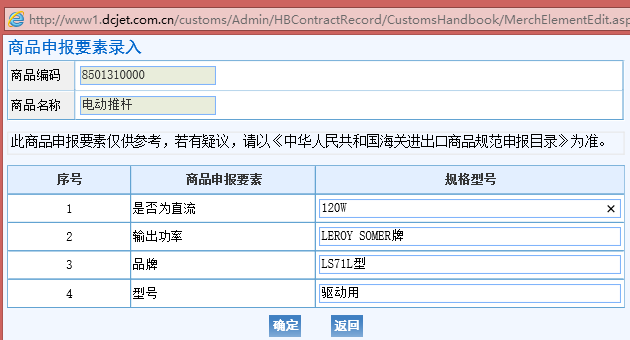 http://www1.dcjet.com.cn/customs/Admin/HBContractRecord/CustomsHandbook/MerchElementEdit.asp
商品申报要素录入
商品编码 8501310000
商品名称 电动推杆
此商品申报要素仅供参考，若有疑议，请以《中华人民共和国海关进出口商品规范申报目录》为准。
序号 商品申报要素 规格型号
1 是否为直流 120W ×
2 输出功率 LEROY SOMER牌
3 品牌 LS71L型
4 型号 驱动用
确定 返回